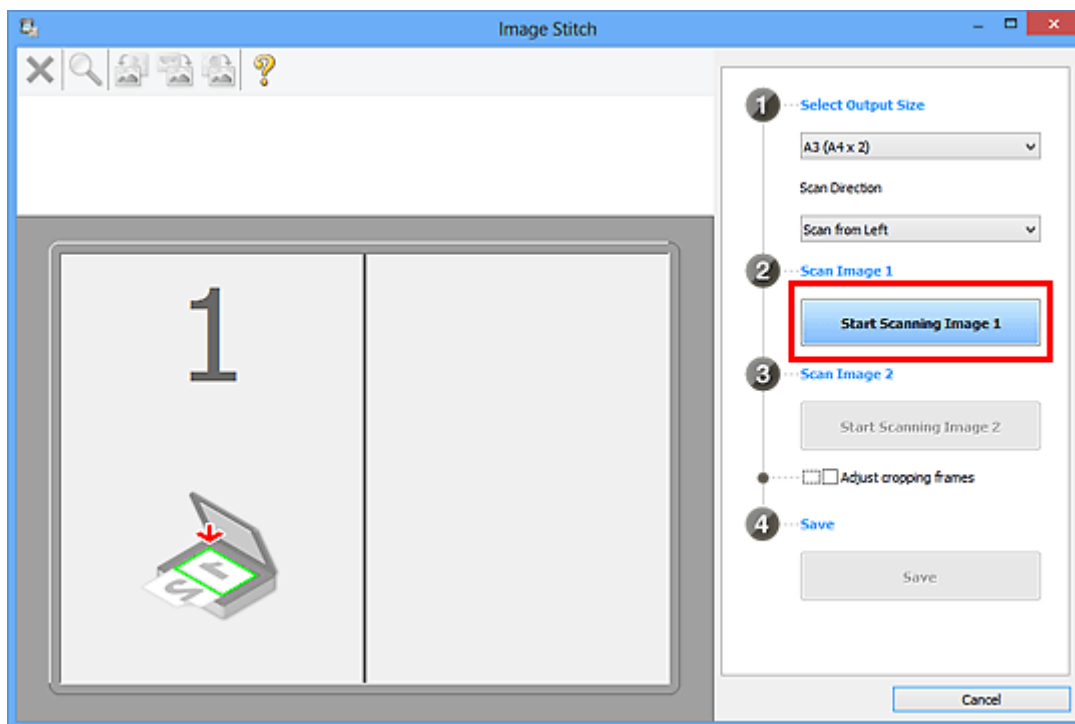 Image Stitch
1 Select Output Size
A3 (A4 x 2)
Scan Direction
Scan from Left
2 Scan Image 1
Start Scanning Image 1
3 Scan Image 2
Start Scanning Image 2
Adjust cropping frames
4 Save
Save
Cancel
1
1
2